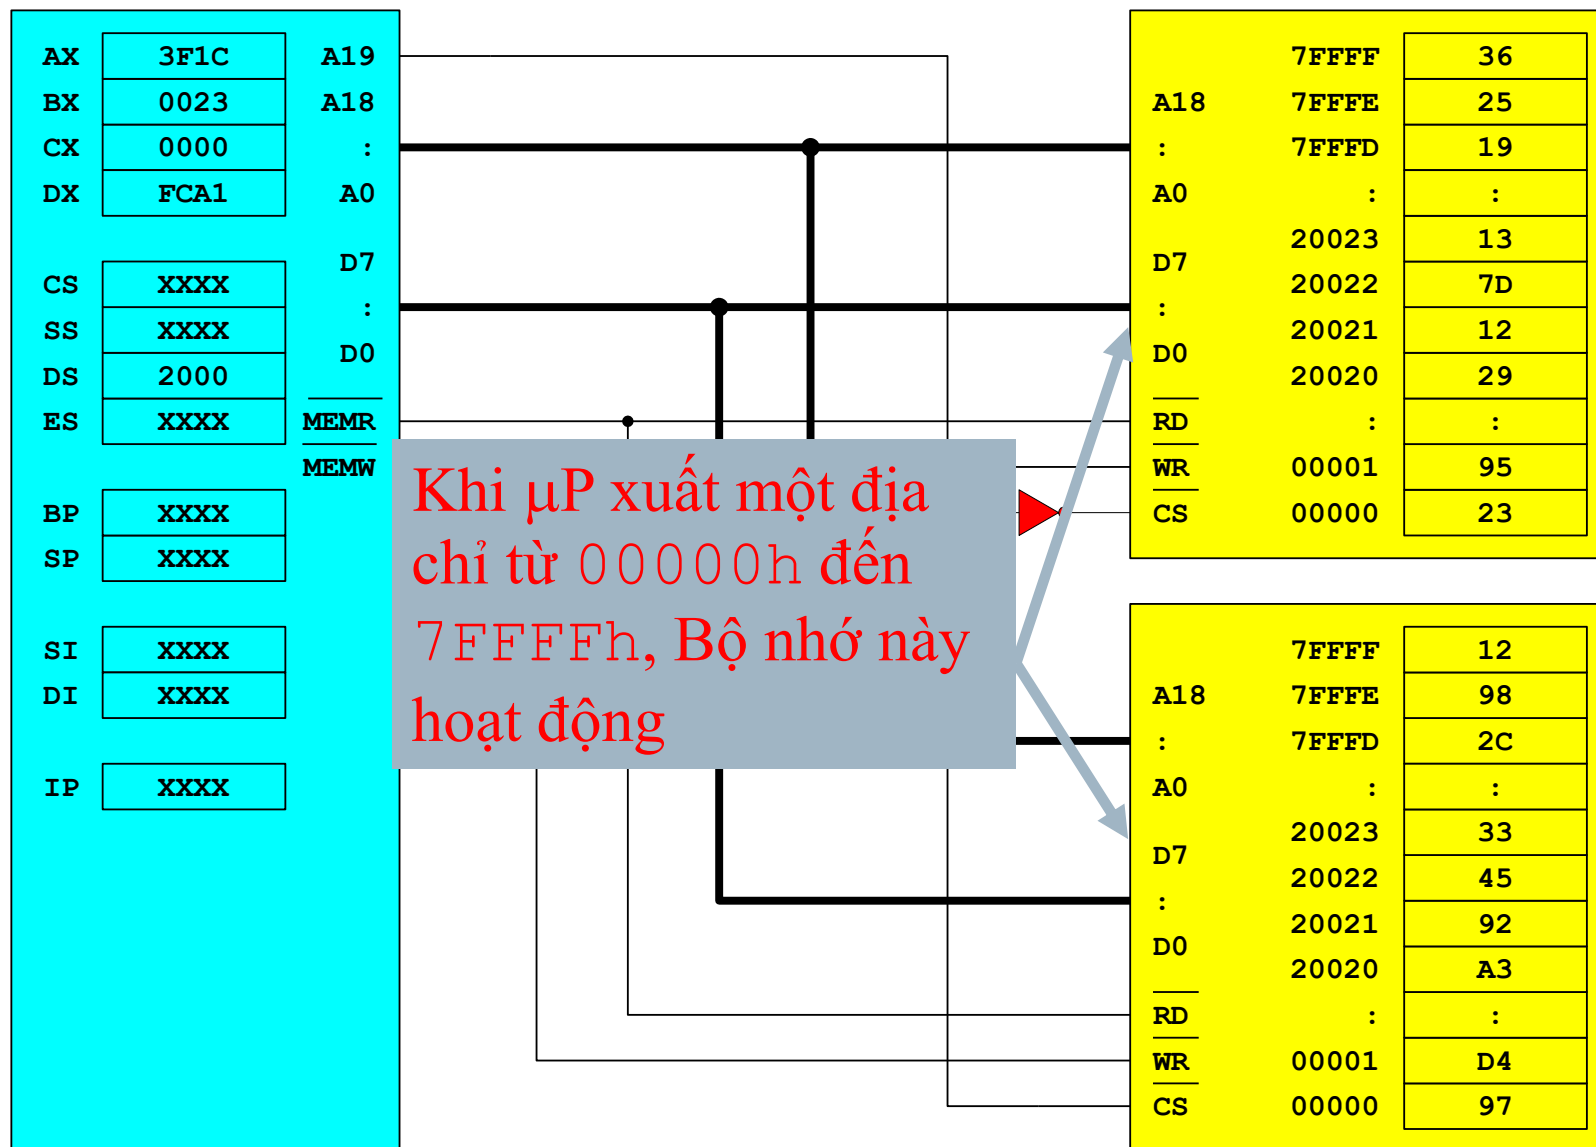 AX 3F1C A19
BX 0023 A18
CX 0000 :
DX FCA1 A0
D7
CS XXXX
:
SS XXXX
D0
DS 2000
ES XXXX MEMR
MEMW
BP XXXX
SP XXXX
SI XXXX
DI XXXX
IP XXXX
Khi µP xuất một địa
chỉ từ 00000h đến
7FFFFh, Bộ nhớ này
hoạt động
7FFFF 36
A18 7FFFE 25
: 7FFFD 19
A0 : :
20023 13
D7
20022 7D
:
20021 12
D0
20020 29
RD : :
WR 00001 95
CS 00000 23
7FFFF 12
A18 7FFFE 98
: 7FFFD 2C
A0 : :
20023 33
D7
20022 45
:
20021 92
D0
20020 A3
RD : :
WR 00001 D4
CS 00000 97